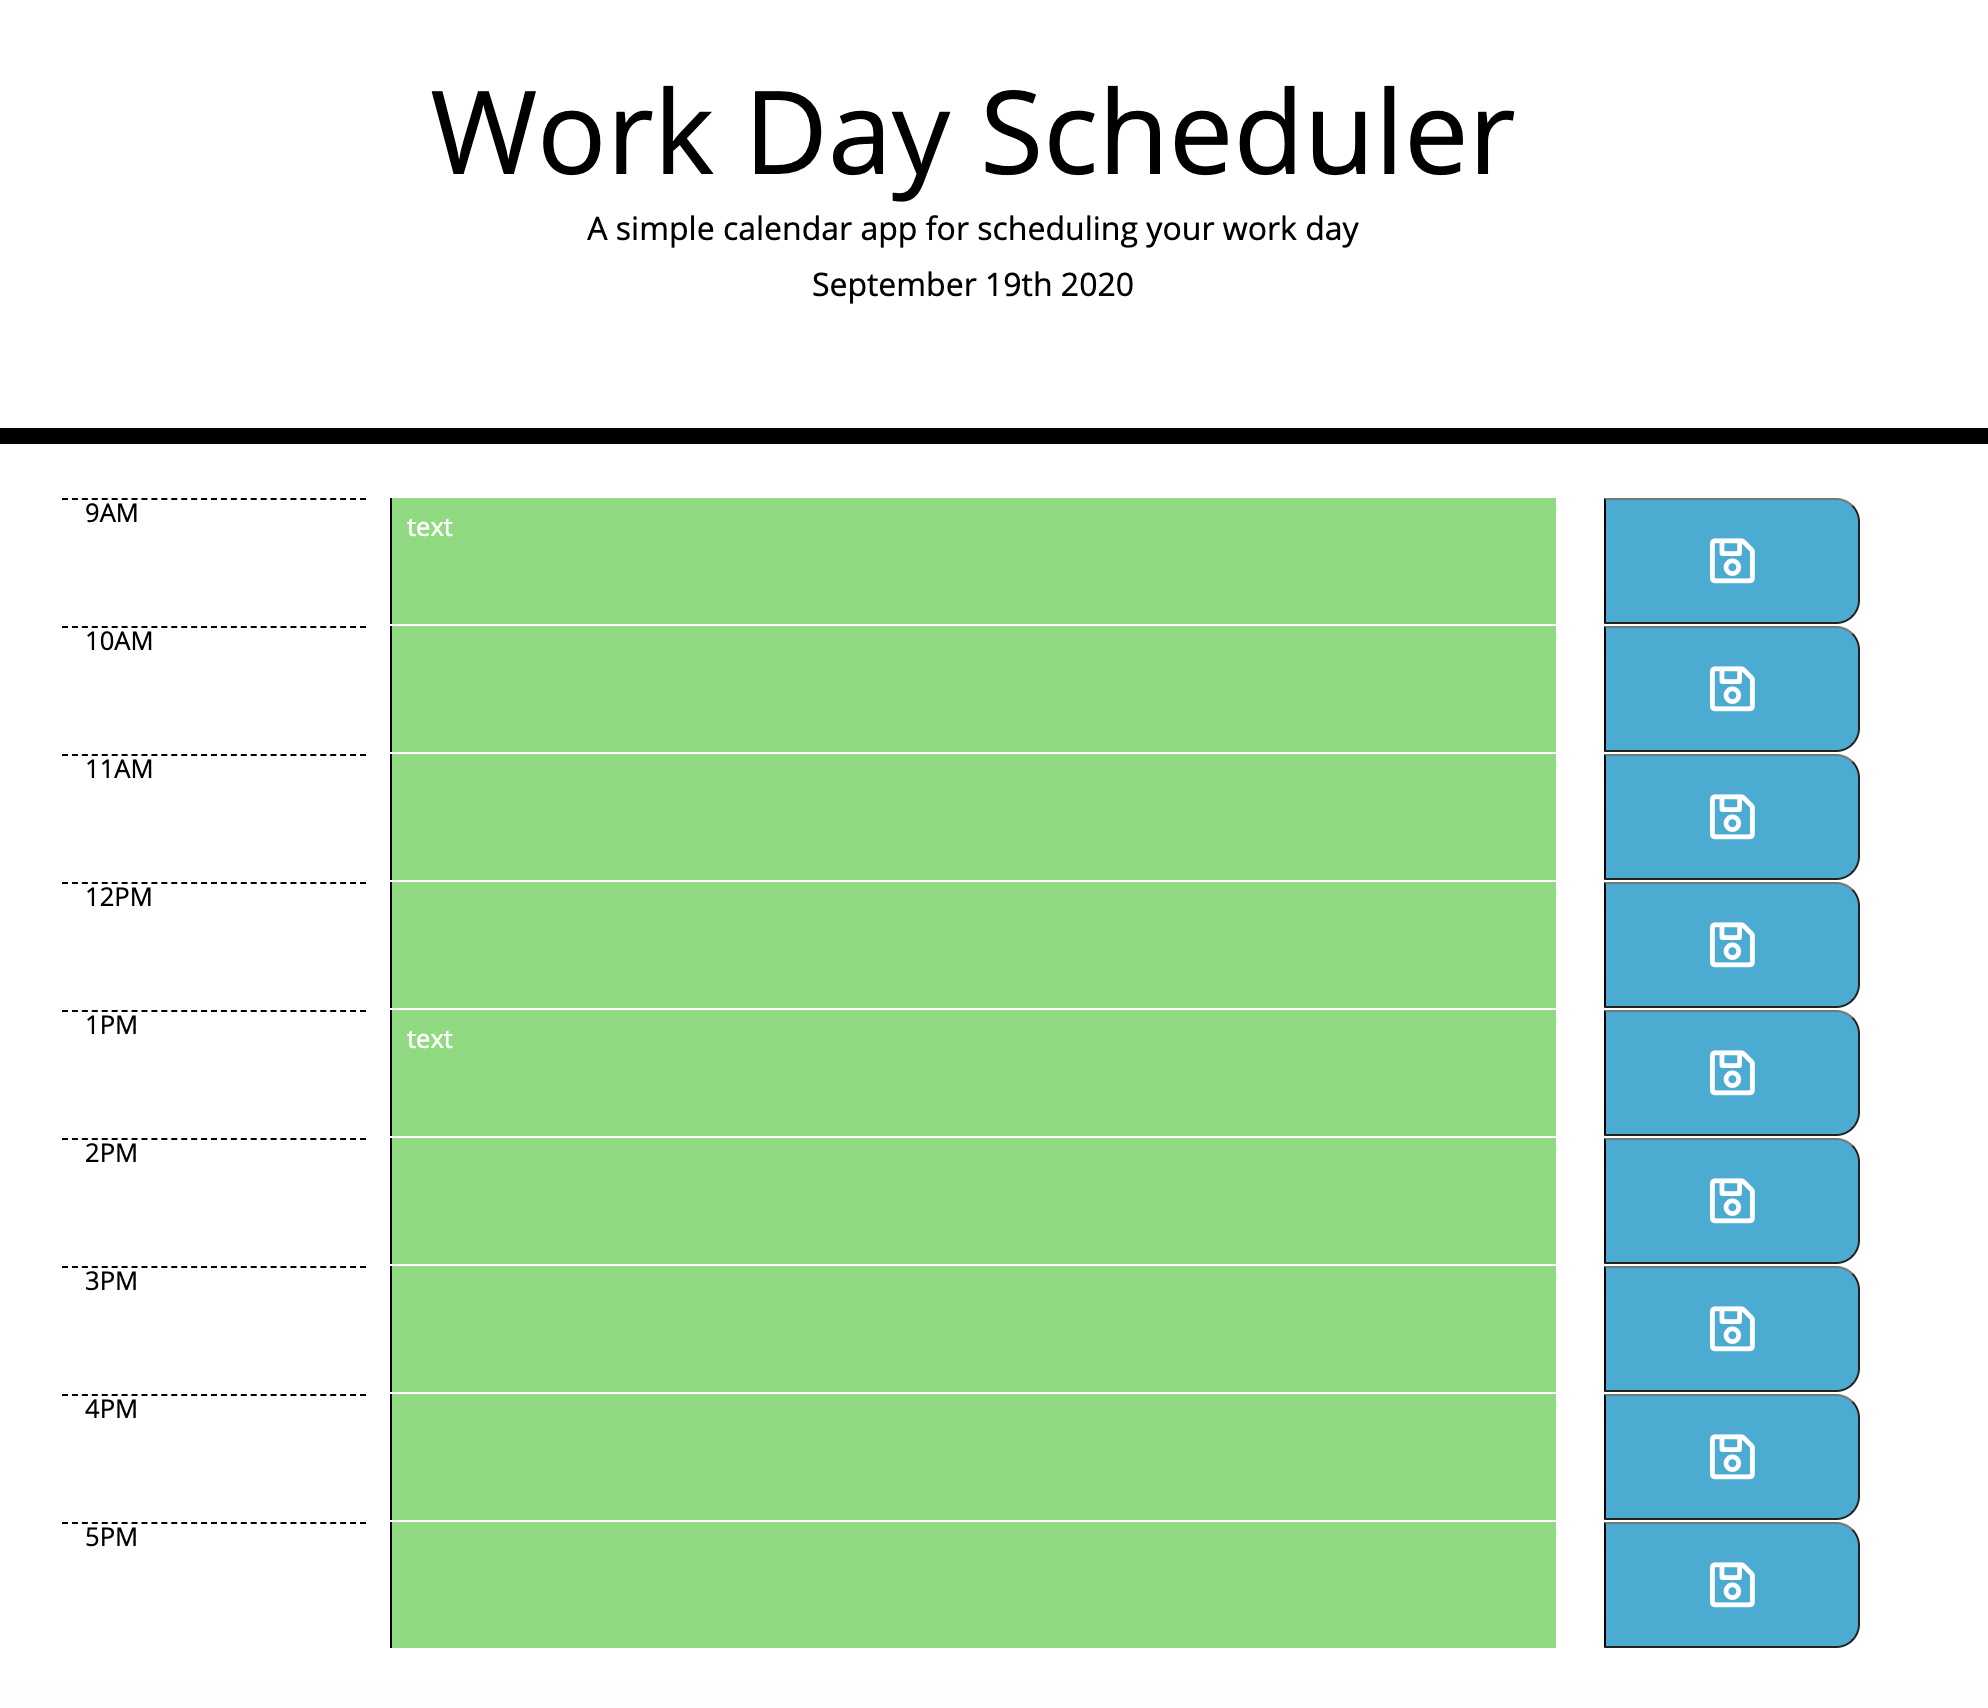 Work Day Scheduler
A simple calendar app for scheduling your work day
September 19th 2020
9AM
text
10AM
11AM
12PM
1PM
text
2PM
3PM
4PM
5PM